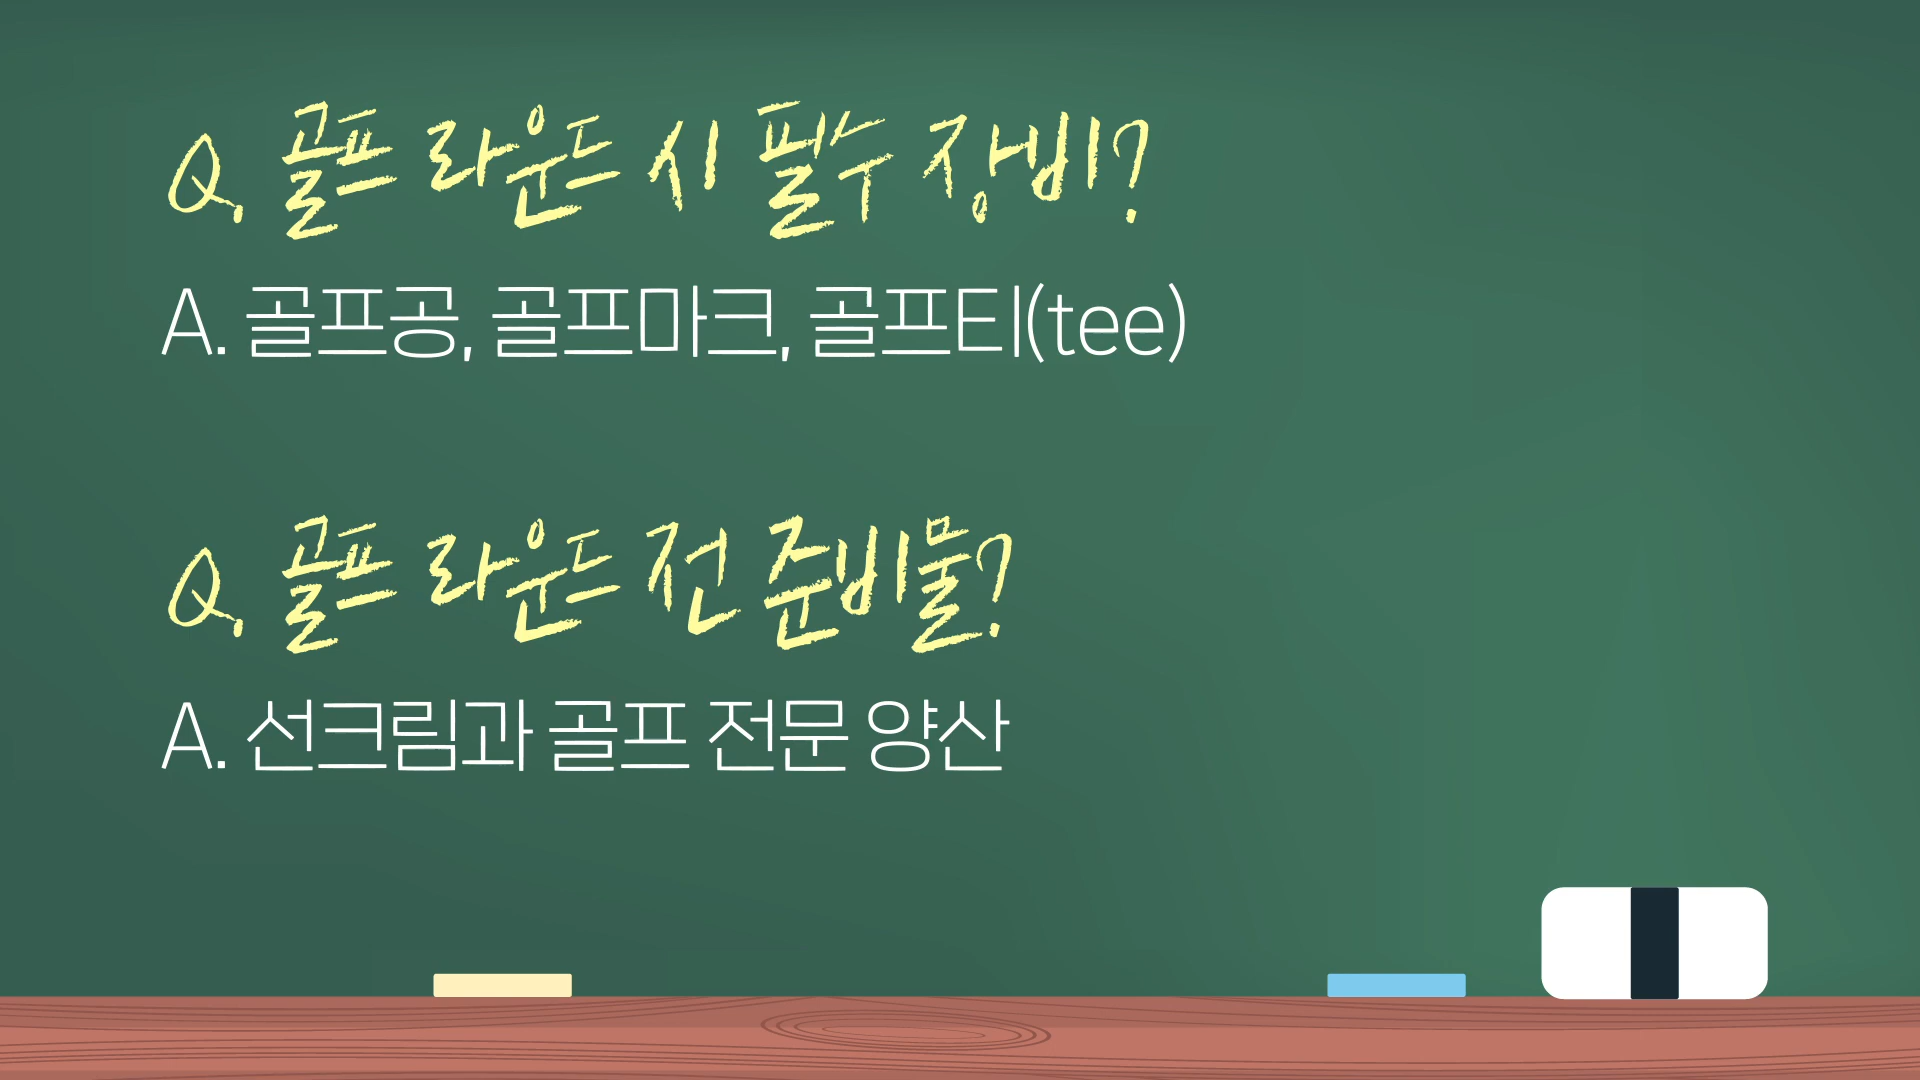 Q. 골프 라운드 시 필수 장비?
A. 골프공, 골프마크, 골프티(tee)
Q. 골프 라운드 전 준비물?
A. 선크림과 골프 전문 양산